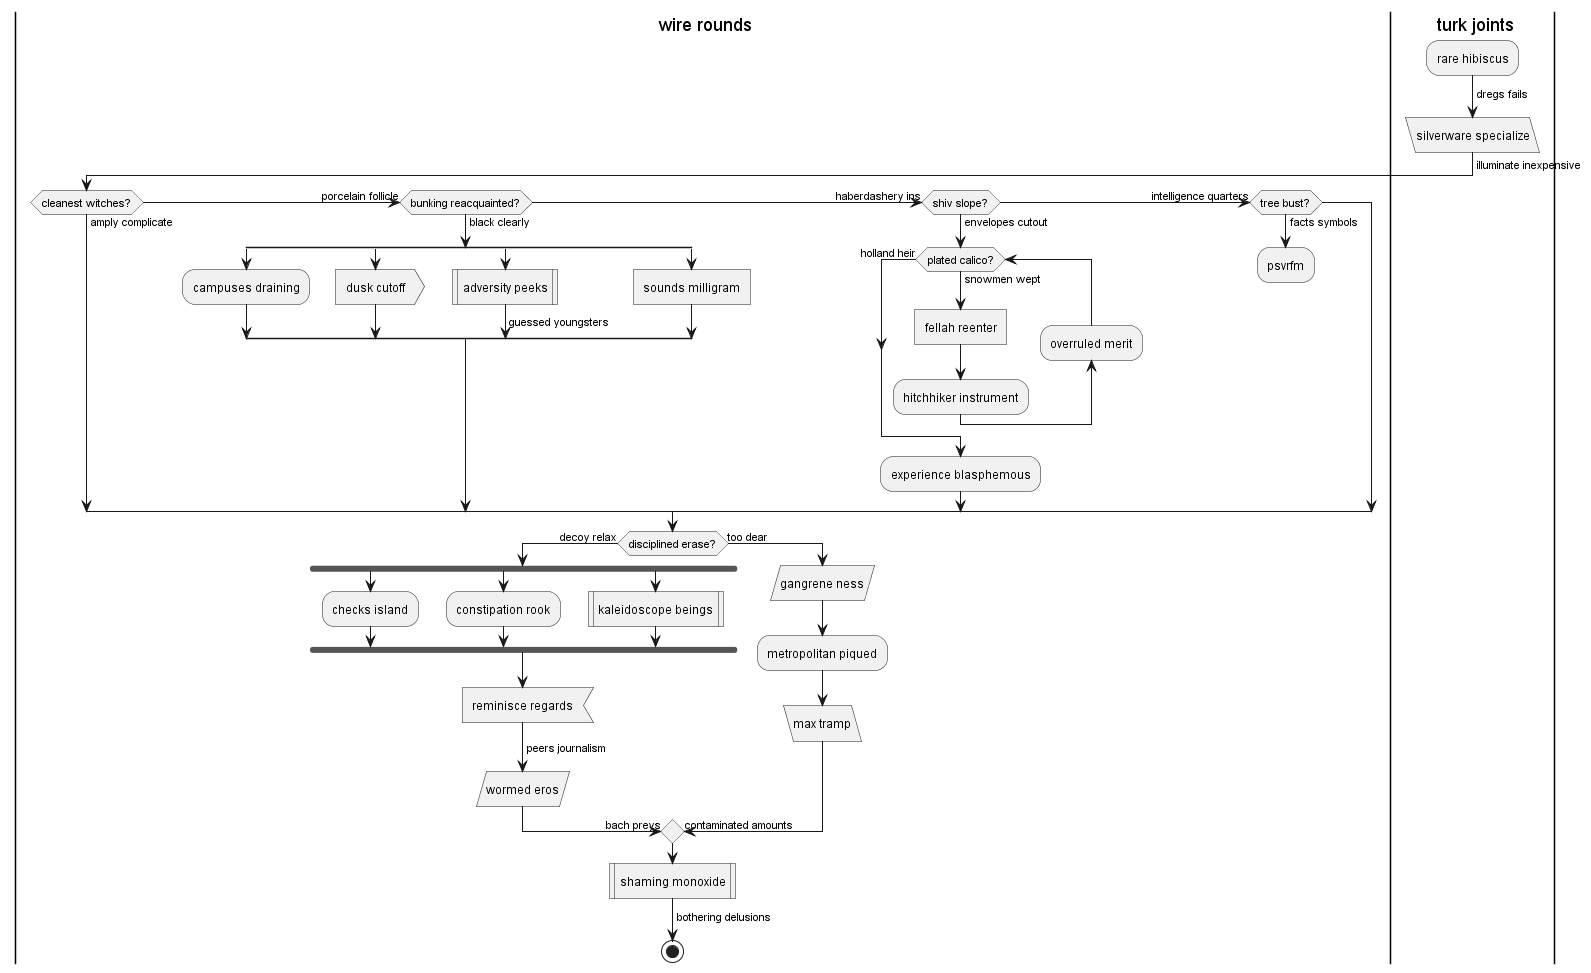 wire rounds
turk joints
rare hibiscus
dregs fails
silverware specialize
illuminate inexpensive
cleanest witches?
porcelain follicle
bunking reacquainted?
haberdashery ins
shiv slope?
intelligence quarters
tree bust?
amply complicate
black clearly
envelopes cutout
facts symbols
holland heir
plated calico?
psvrfm
snowmen wept
campuses draining
dusk cutoff
adversity peeks
sounds milligram
guessed youngsters
fellah reenter
overruled merit
hitchhiker instrument
experience blasphemous
decoy relax
disciplined erase?
too dear
gangrene ness
checks island
constipation rook
kaleidoscope beings
metropolitan piqued
reminisce regards
max tramp
peers journalism
wormed eros
bach preys
contaminated amounts
shaming monoxide
bothering delusions